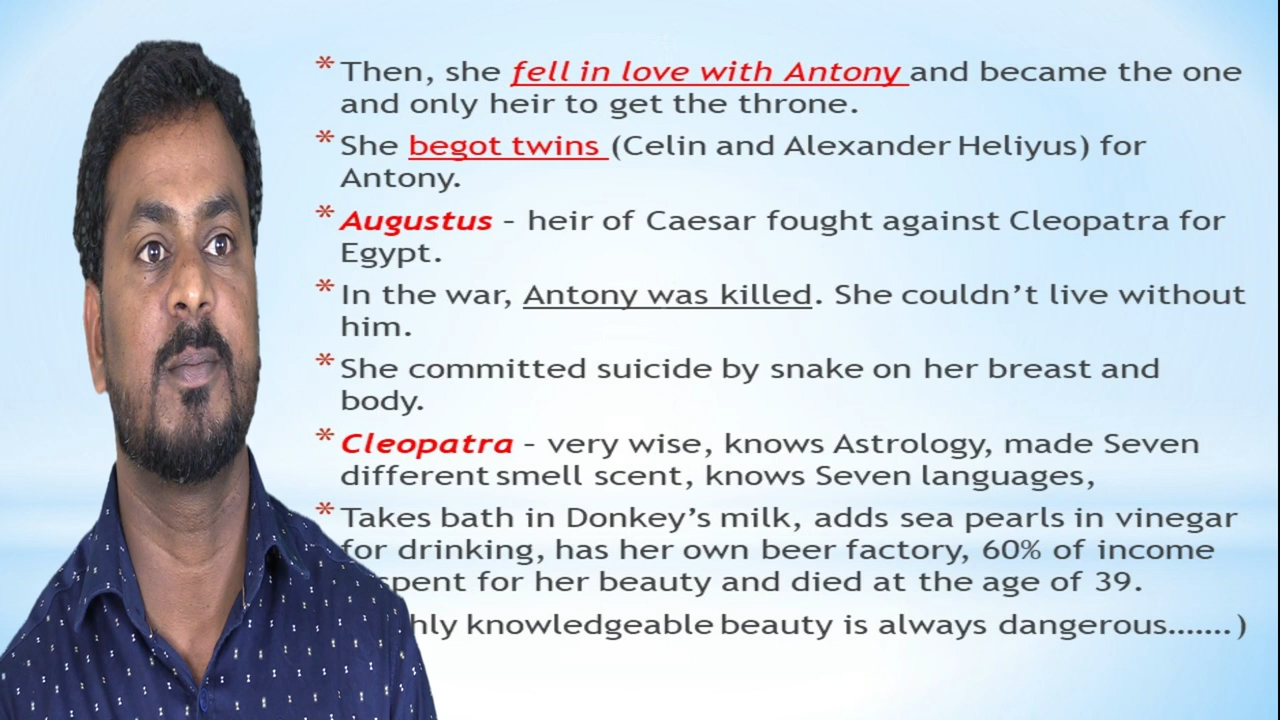 * Then, she fell in love with Antony and became the one
and only heir to get the throne.
* She begot twins (Celin and Alexander Heliyus) for
Antony.
* Augustus - heir of Caesar fought against Cleopatra for
Egypt.
* In the war, Antony was killed. She couldn't live without
him.
* She committed suicide by snake on her breast and
body.
* Cleopatra - very wise, knows Astrology, made Seven
different smell scent, knows Seven languages,
* Takes bath in Donkey's milk, adds sea pearls in vinegar
for drinking, has her own beer factory, 60% of income
spent for her beauty and died at the age of 39.
knowledgeable beauty is always dangerous.......)